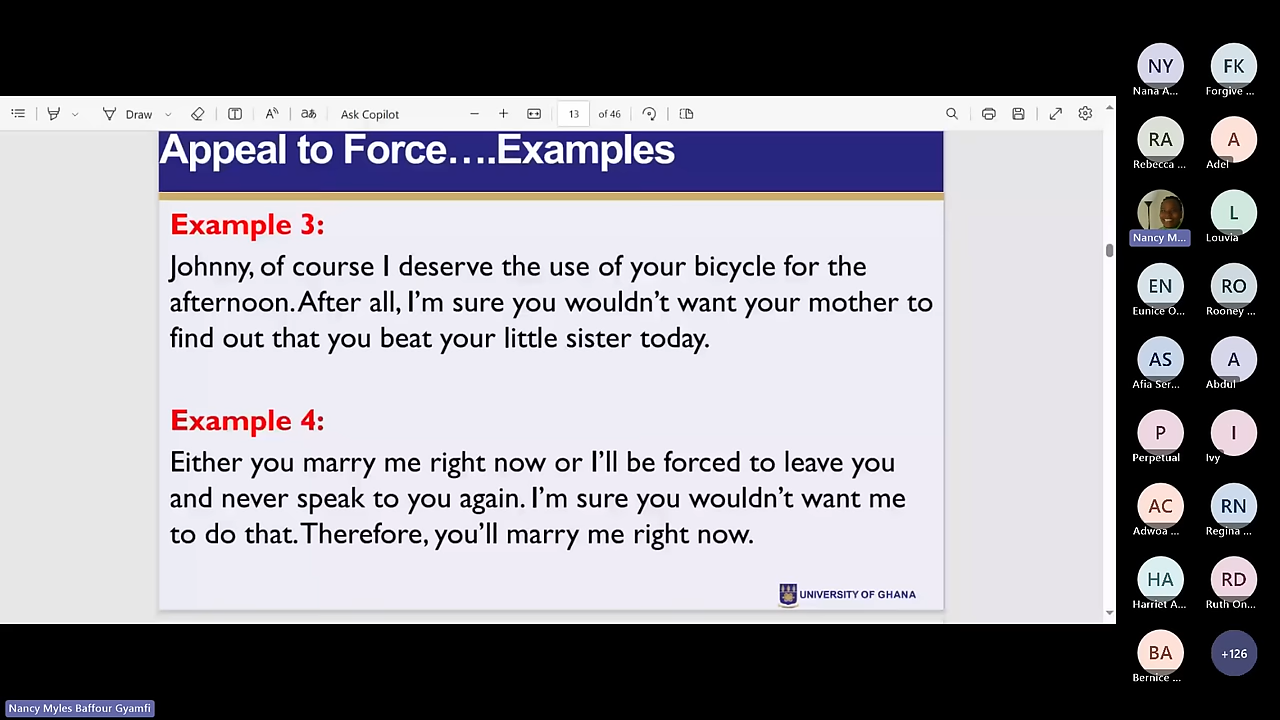 Draw
Ask Copilot
13 of 46
Appeal to Force….Examples
Example 3:
Johnny, of course I deserve the use of your bicycle for the
afternoon. After all, I’m sure you wouldn’t want your mother to
find out that you beat your little sister today.
Example 4:
Either you marry me right now or I’ll be forced to leave you
and never speak to you again. I’m sure you wouldn’t want me
to do that. Therefore, you’ll marry me right now.
UNIVERSITY OF GHANA
NY FK
Nana A... Forgive ...
RA A
Rebecca ... Adel
Nancy M... L
Louvia
EN RO
Eunice O... Rooney ...
AS A
Afia Ser... Abdul
P I
Perpetual Ivy
AC RN
Adwoa ... Regina ...
HA RD
Harriet A... Ruth On...
BA +126
Bernice ...
Nancy Myles Baffour Gyamfi